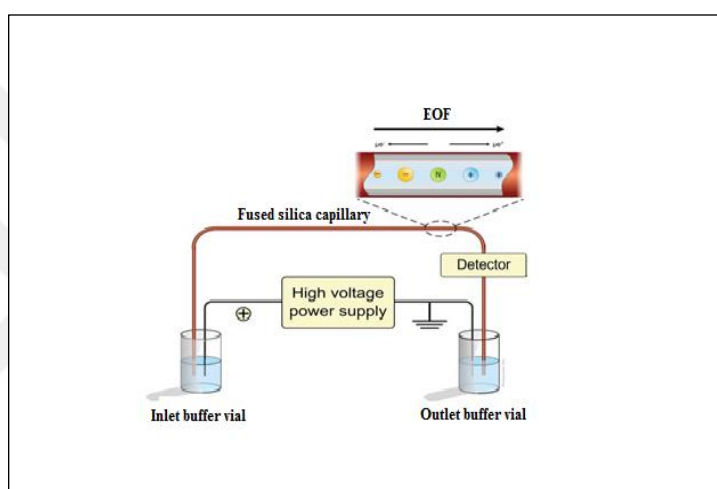 EOF
N
Fused silica capillary
Detector
High voltage
power supply
Inlet buffer vial
Outlet buffer vial